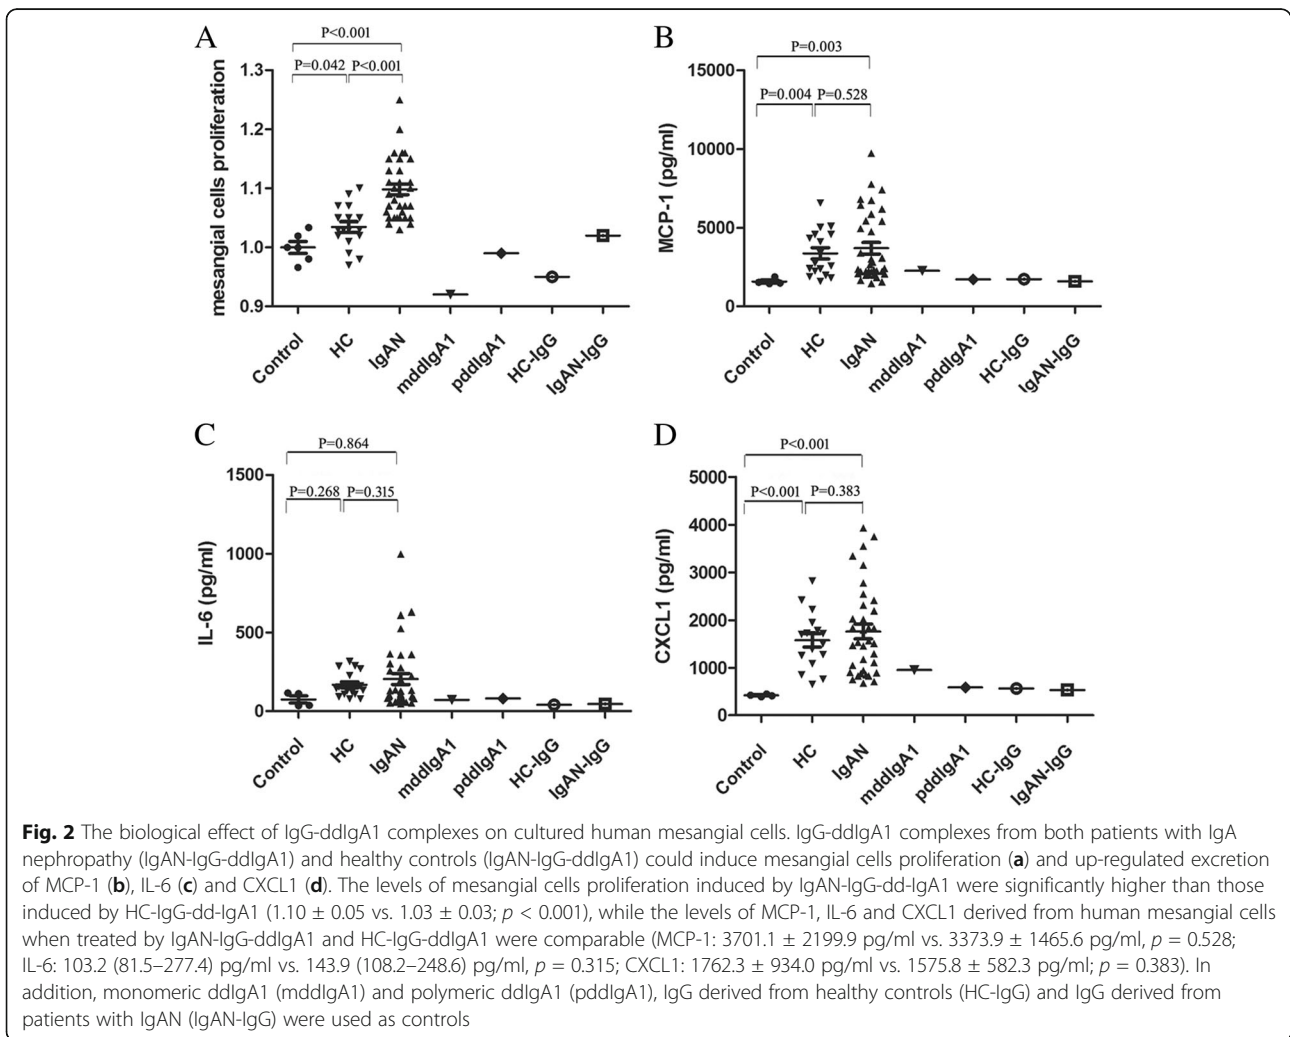 A
P<0.001
P=0.042 P<0.001
mesangial cells proliferation
1.3
1.2
1.1
1.0
0.9
Control
HC
IgAN
mddIgA1
pddIgA1
HC-IgG
IgAN-IgG
B
P=0.003
P=0.004 P=0.528
MCP-1 (pg/ml)
15000
10000
5000
0
Control
HC
IgAN
mddIgA1
pddIgA1
HC-IgG
IgAN-IgG
C
P=0.864
P=0.268 P=0.315
IL-6 (pg/ml)
1500
1000
500
0
Control
HC
IgAN
mddIgA1
pddIgA1
HC-IgG
IgAN-IgG
D
P<0.001
P<0.001 P=0.383
CXCL1 (pg/ml)
5000
4000
3000
2000
1000
0
Control
HC
IgAN
mddIgA1
pddIgA1
HC-IgG
IgAN-IgG
Fig. 2 The biological effect of IgG-ddIgA1 complexes on cultured human mesangial cells. IgG-ddIgA1 complexes from both patients with IgA
nephropathy (IgAN-IgG-ddIgA1) and healthy controls (IgAN-IgG-ddIgA1) could induce mesangial cells proliferation (a) and up-regulated excretion
of MCP-1 (b), IL-6 (c) and CXCL1 (d). The levels of mesangial cells proliferation induced by IgAN-IgG-dd-IgA1 were significantly higher than those
induced by HC-IgG-dd-IgA1 (1.10 ± 0.05 vs. 1.03 ± 0.03; p < 0.001), while the levels of MCP-1, IL-6 and CXCL1 derived from human mesangial cells
when treated by IgAN-IgG-ddIgA1 and HC-IgG-ddIgA1 were comparable (MCP-1: 3701.1 ± 2199.9 pg/ml vs. 3373.9 ± 1465.6 pg/ml, p = 0.528;
IL-6: 103.2 (81.5–277.4) pg/ml vs. 143.9 (108.2–248.6) pg/ml, p = 0.315; CXCL1: 1762.3 ± 934.0 pg/ml vs. 1575.8 ± 582.3 pg/ml; p = 0.383). In
addition, monomeric ddIgA1 (mddIgA1) and polymeric ddIgA1 (pddIgA1), IgG derived from healthy controls (HC-IgG) and IgG derived from
patients with IgAN (IgAN-IgG) were used as controls